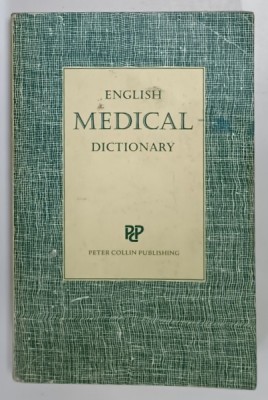 ENGLISH
MEDICAL
DICTIONARY
PCP
PETER COLLIN PUBLISHING